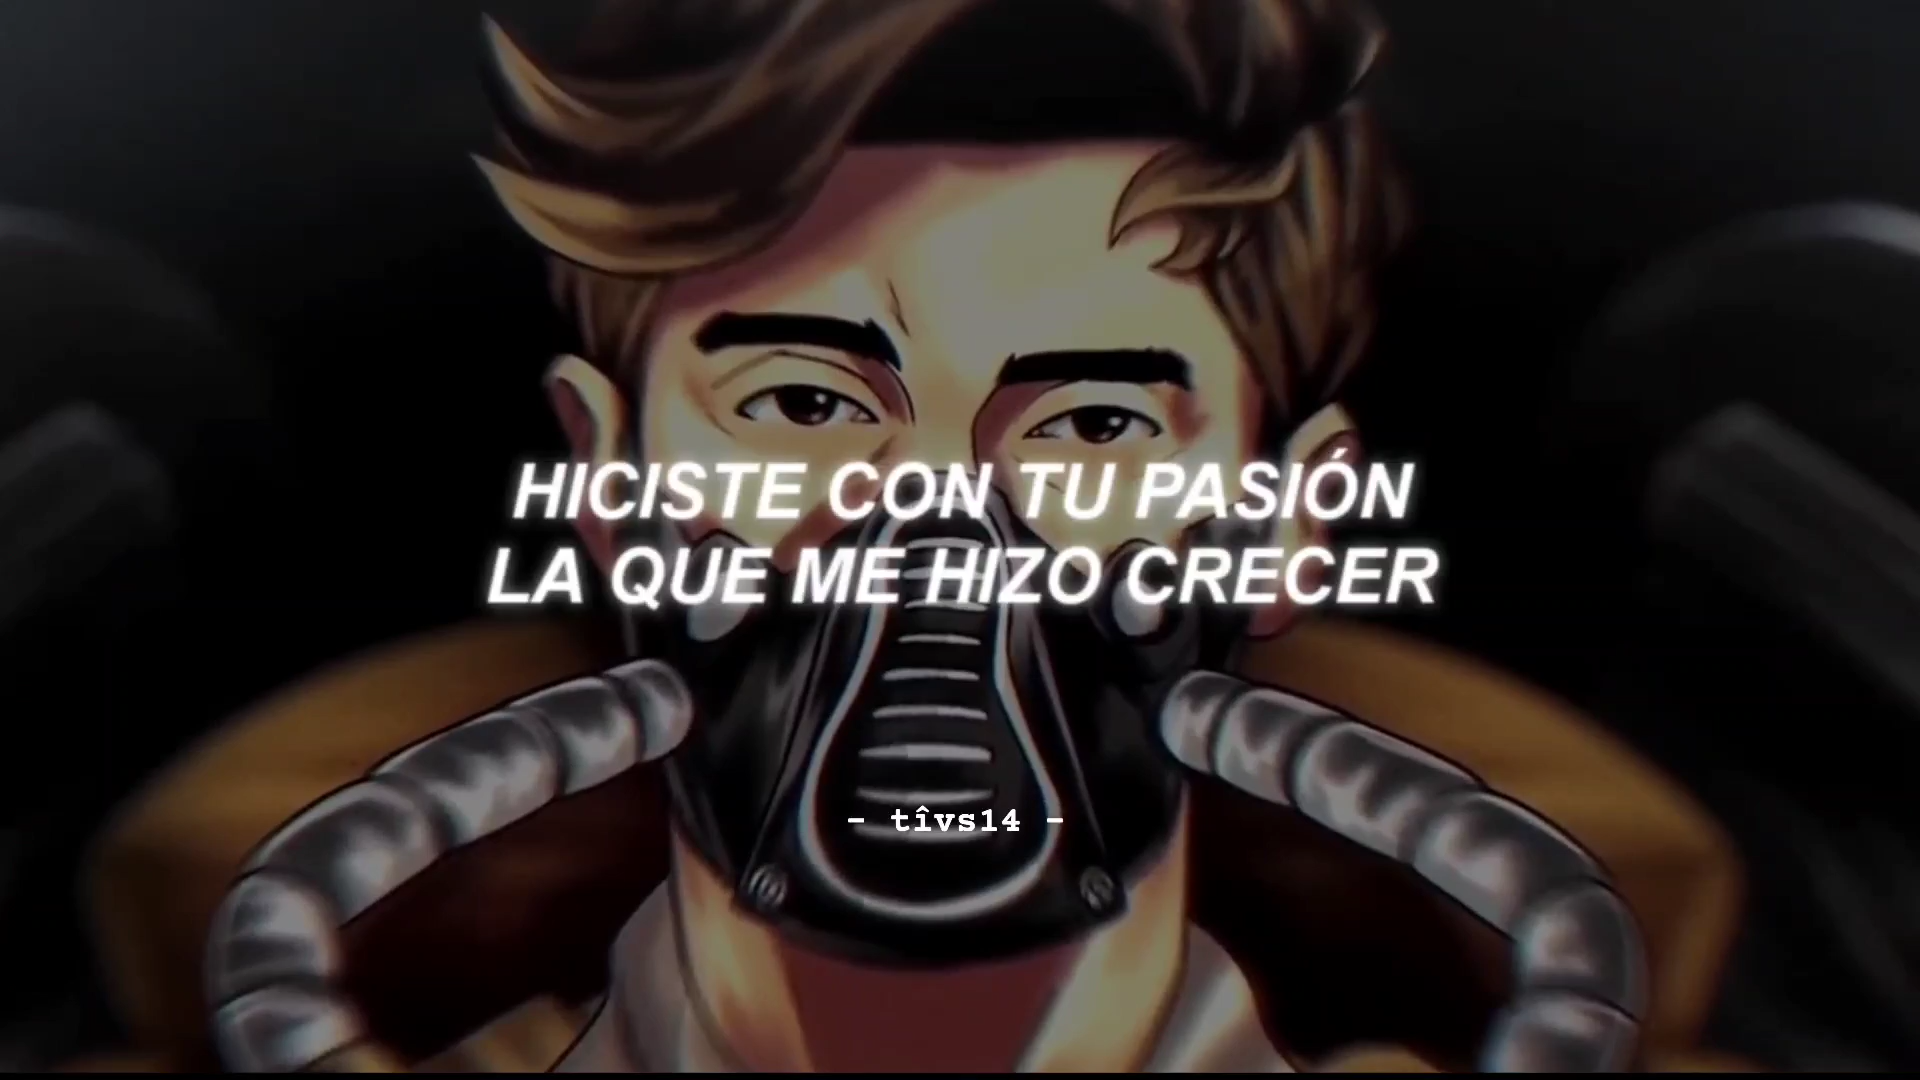 HICISTE CON TU PASIÓN
LA QUE ME HIZO CRECER
- tîvs14 -